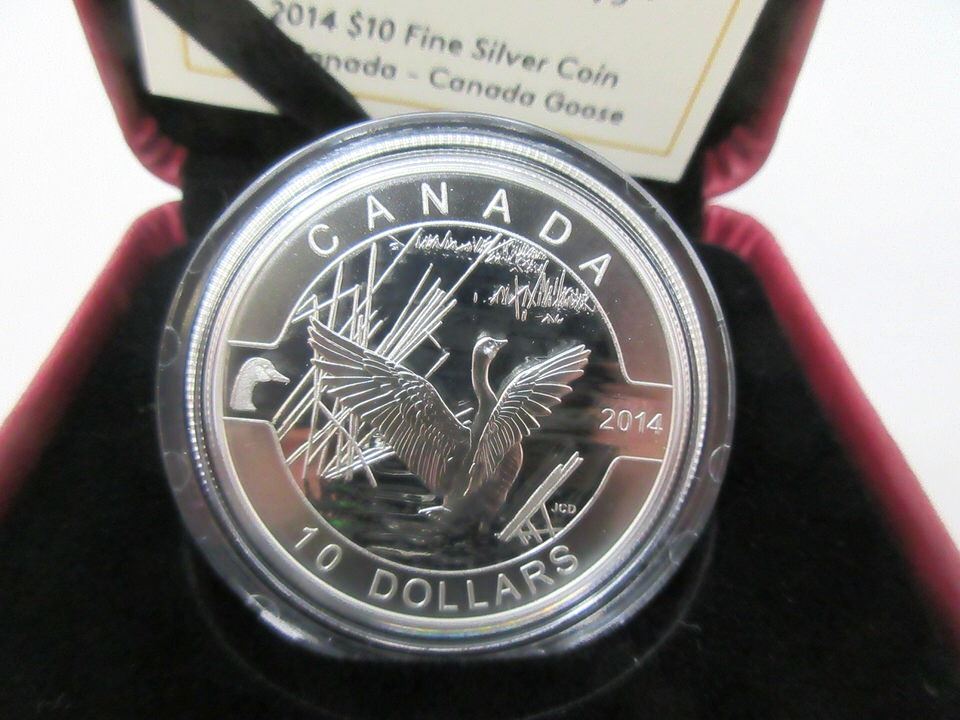 2014 $10 Fine Silver Coin
Canada - Canada Goose
CANADA
2014
JCD
10 DOLLARS